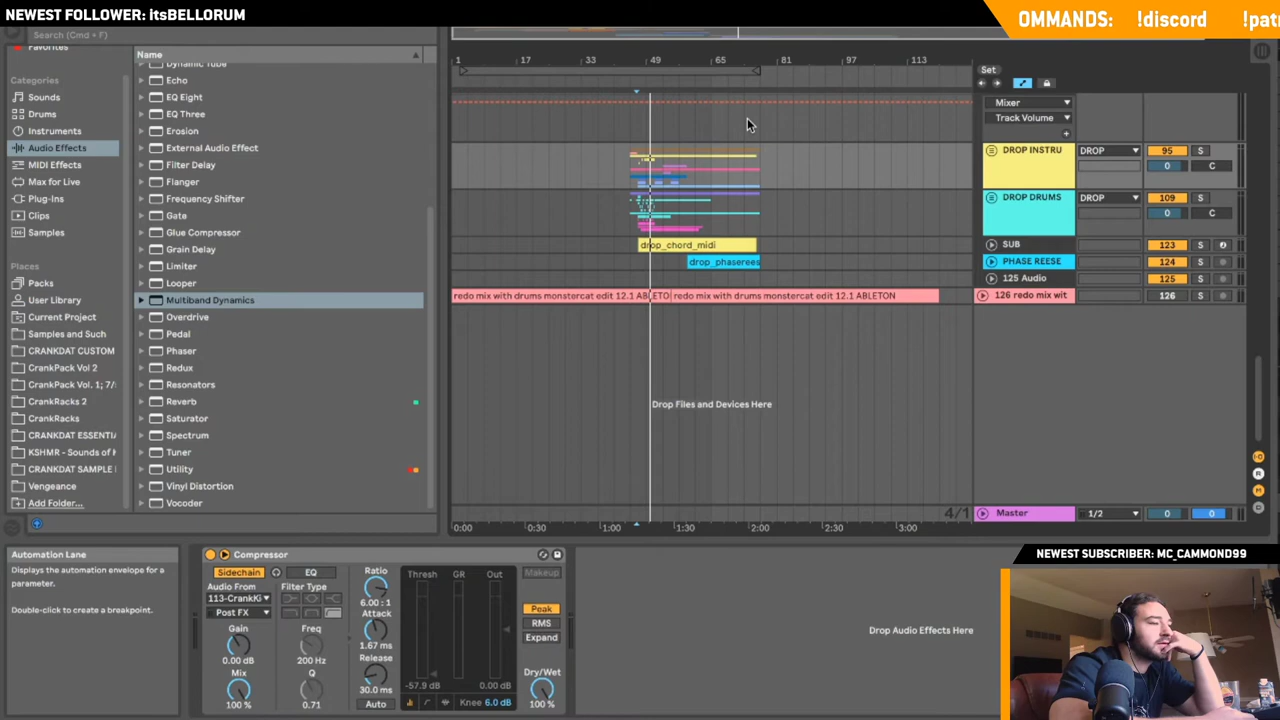 NEWEST FOLLOWER: itsBELLORUM
OMMANDS: !discord !pat
Search (Cmd + F)
Favorites
Categories
Sounds
Drums
Instruments
Audio Effects
MIDI Effects
Max for Live
Plug-Ins
Clips
Samples
Places
Packs
User Library
Current Project
Samples and Such
CRANKDAT CUSTOM
CrankPack Vol 2
CrankPack Vol. 1; 7/
CrankRacks 2
CrankRacks
CRANKDAT ESSENTIA
KSHMR - Sounds of K
CRANKDAT SAMPLE
Vengeance
Add Folder...
Name
Dynamic Tube
Echo
EQ Eight
EQ Three
Erosion
External Audio Effect
Filter Delay
Flanger
Frequency Shifter
Gate
Glue Compressor
Grain Delay
Limiter
Looper
Multiband Dynamics
Overdrive
Pedal
Phaser
Redux
Resonators
Reverb
Saturator
Spectrum
Tuner
Utility
Vinyl Distortion
Vocoder
1 17 33 49 65 81 97 113
Set
Mixer
Track Volume
DROP INSTRU DROP 95 S
0 C
DROP DRUMS DROP 109 S
0 C
drop_chord_midi
SUB 123
drop_phaserees
PHASE REESE 124
125 Audio 125
redo mix with drums monstercat edit 12.1 ABLETO redo mix with drums monstercat edit 12.1 ABLETON
126 redo mix wit 126 S
Drop Files and Devices Here
4/1
Master 1/2 0 0
0:00 0:30 1:00 1:30 2:00 2:30 3:00
Automation Lane
Displays the automation envelope for a
parameter.
Double-click to create a breakpoint.
Compressor
Sidechain EQ
Audio From Filter Type
113-CrankKi
Post FX
Gain Freq
0.00 dB 200 Hz
Mix Q
100 % 0.71
Ratio
6.00 : 1
Attack
1.67 ms
Release
30.0 ms
Auto
Thresh GR Out
-57.9 dB 0.00 dB
Knee 6.0 dB
Makeup
Peak
RMS
Expand
Dry/Wet
100 %
Drop Audio Effects Here
NEWEST SUBSCRIBER: MC_CAMMOND99